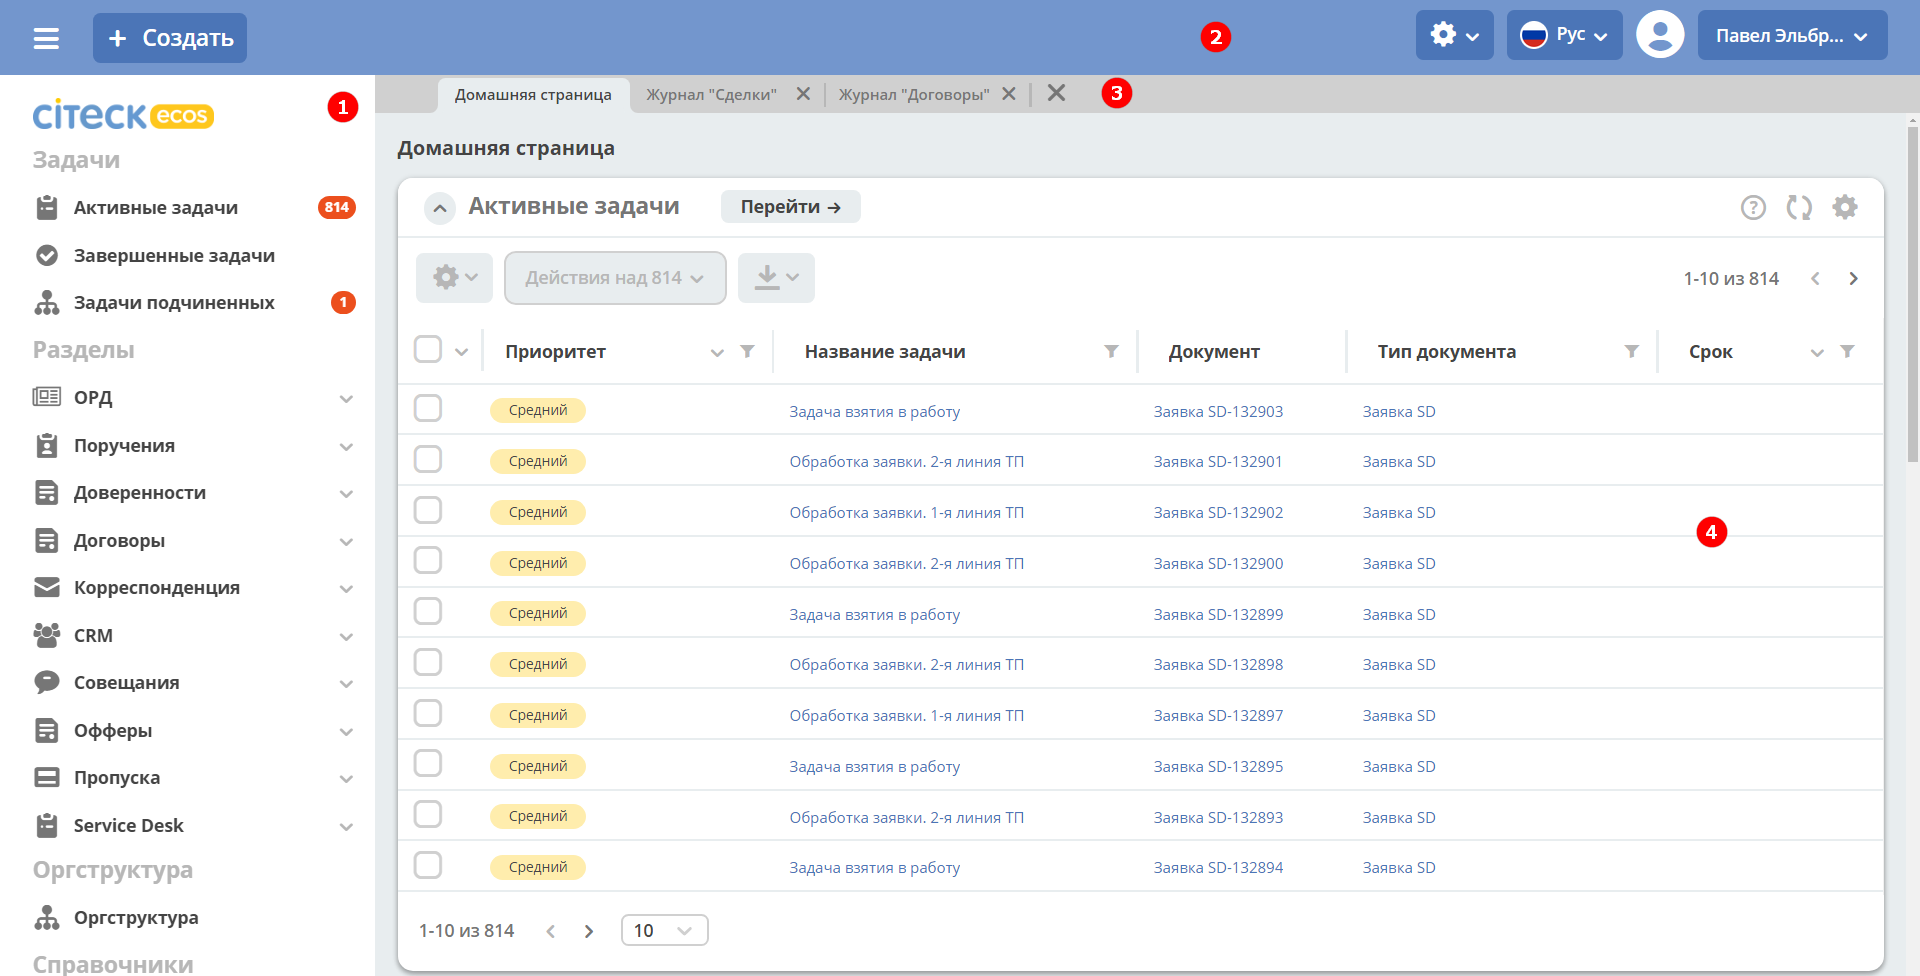 Создать
2
Рус
Павел Эльбр...
citeck ecos
1
Домашняя страница
Журнал "Сделки"
Журнал "Договоры"
3
Задачи
Активные задачи 814
Завершенные задачи
Задачи подчиненных 1
Разделы
ОРД
Поручения
Доверенности
Договоры
Корреспонденция
CRM
Совещания
Офферы
Пропуска
Service Desk
Оргструктура
Оргструктура
Справочники
Домашняя страница
Активные задачи
Перейти →
Действия над 814
1-10 из 814
Приоритет Название задачи Документ Тип документа Срок
Средний Задача взятия в работу Заявка SD-132903 Заявка SD
Средний Обработка заявки. 2-я линия ТП Заявка SD-132901 Заявка SD
Средний Обработка заявки. 1-я линия ТП Заявка SD-132902 Заявка SD
4
Средний Обработка заявки. 2-я линия ТП Заявка SD-132900 Заявка SD
Средний Задача взятия в работу Заявка SD-132899 Заявка SD
Средний Обработка заявки. 2-я линия ТП Заявка SD-132898 Заявка SD
Средний Обработка заявки. 1-я линия ТП Заявка SD-132897 Заявка SD
Средний Задача взятия в работу Заявка SD-132895 Заявка SD
Средний Обработка заявки. 2-я линия ТП Заявка SD-132893 Заявка SD
Средний Задача взятия в работу Заявка SD-132894 Заявка SD
1-10 из 814
10